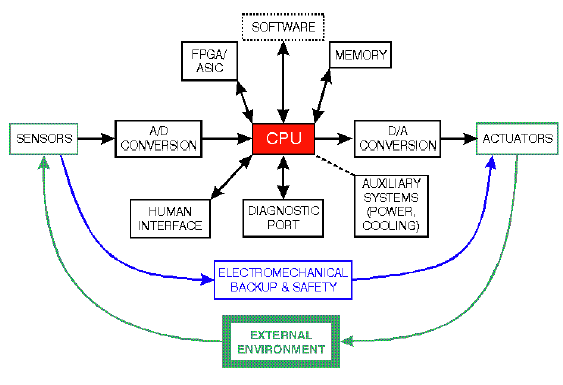 SOFTWARE
FPGA/
ASIC
MEMORY
SENSORS
A/D
CONVERSION
CPU
D/A
CONVERSION
ACTUATORS
HUMAN
INTERFACE
DIAGNOSTIC
PORT
AUXILIARY
SYSTEMS
(POWER,
COOLING)
ELECTROMECHANICAL
BACKUP & SAFETY
EXTERNAL
ENVIRONMENT